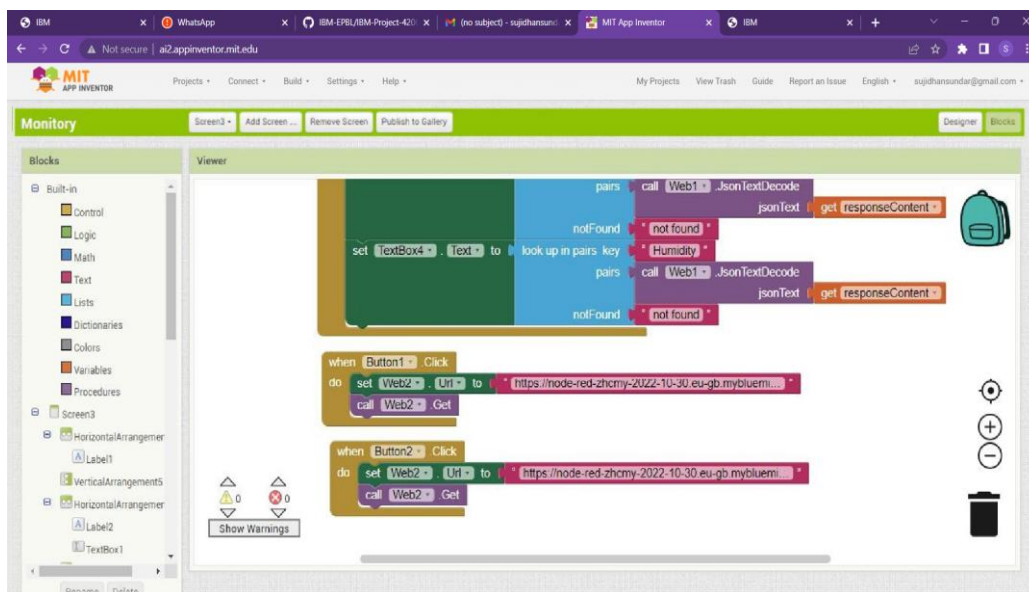 IBM
WhatsApp
IBM-EPBL/IBM-Project-420
(no subject) - sujidhansund
MIT App Inventor
IBM
Not secure | ai2.appinventor.mit.edu
MIT
APP INVENTOR
Projects
Connect
Build
Settings
Help
My Projects
View Trash
Guide
Report an Issue
English
sujidhansundar@gmail.com
Monitory
Screen3
Add Screen ...
Remove Screen
Publish to Gallery
Designer
Blocks
Blocks
Viewer
Built-in
Control
Logic
Math
Text
Lists
Dictionaries
Colors
Variables
Procedures
Screen3
HorizontalArrangemer
Label1
VerticalArrangement5
HorizontalArrangemer
Label2
TextBox1
Rename Delete
pairs call Web1 .JsonTextDecode
jsonText get responseContent
notFound " not found "
set TextBox4 . Text to look up in pairs key " Humidity "
pairs call Web1 .JsonTextDecode
jsonText get responseContent
notFound " not found "
when Button1 .Click
do set Web2 . Url to " https://node-red-zhcmy-2022-10-30.eu-gb.mybluemi... "
call Web2 .Get
when Button2 .Click
do set Web2 . Url to " https://node-red-zhcmy-2022-10-30.eu-gb.mybluemi... "
call Web2 .Get
0 0
Show Warnings